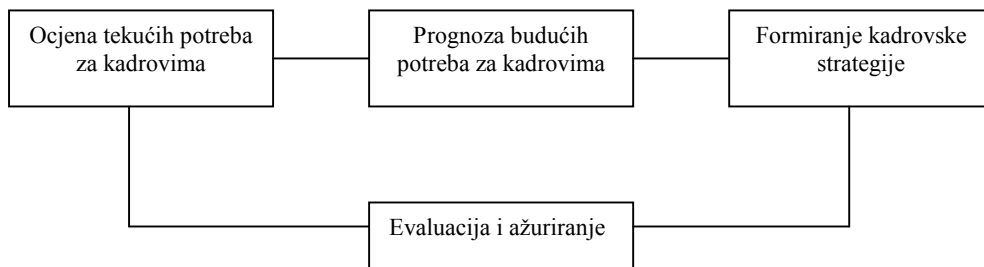 Ocjena tekućih potreba
za kadrovima
Prognoza budućih
potreba za kadrovima
Formiranje kadrovske
strategije
Evaluacija i ažuriranje